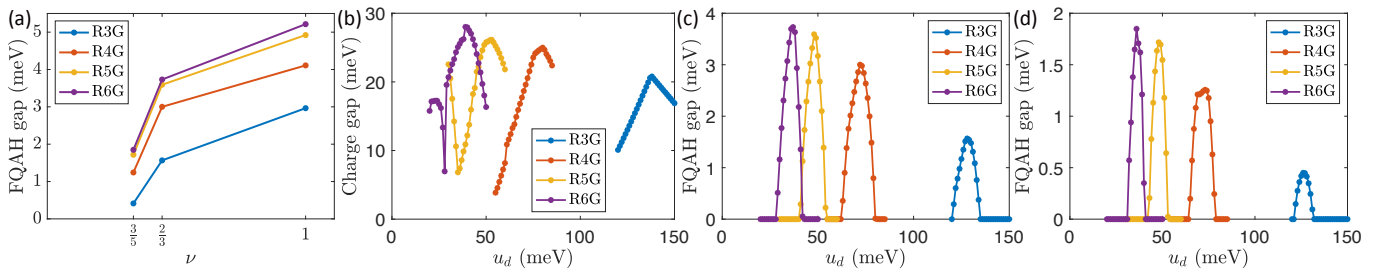 (a)
FQAH gap (meV)
5
4
3
2
1
0
R3G
R4G
R5G
R6G
3/5
2/3
1
ν
(b)
Charge gap (meV)
30
20
10
0
R3G
R4G
R5G
R6G
0
50
100
150
u_d (meV)
(c)
FQAH gap (meV)
4
3
2
1
0
R3G
R4G
R5G
R6G
0
50
100
150
u_d (meV)
(d)
FQAH gap (meV)
2
1.5
1
0.5
0
R3G
R4G
R5G
R6G
0
50
100
150
u_d (meV)